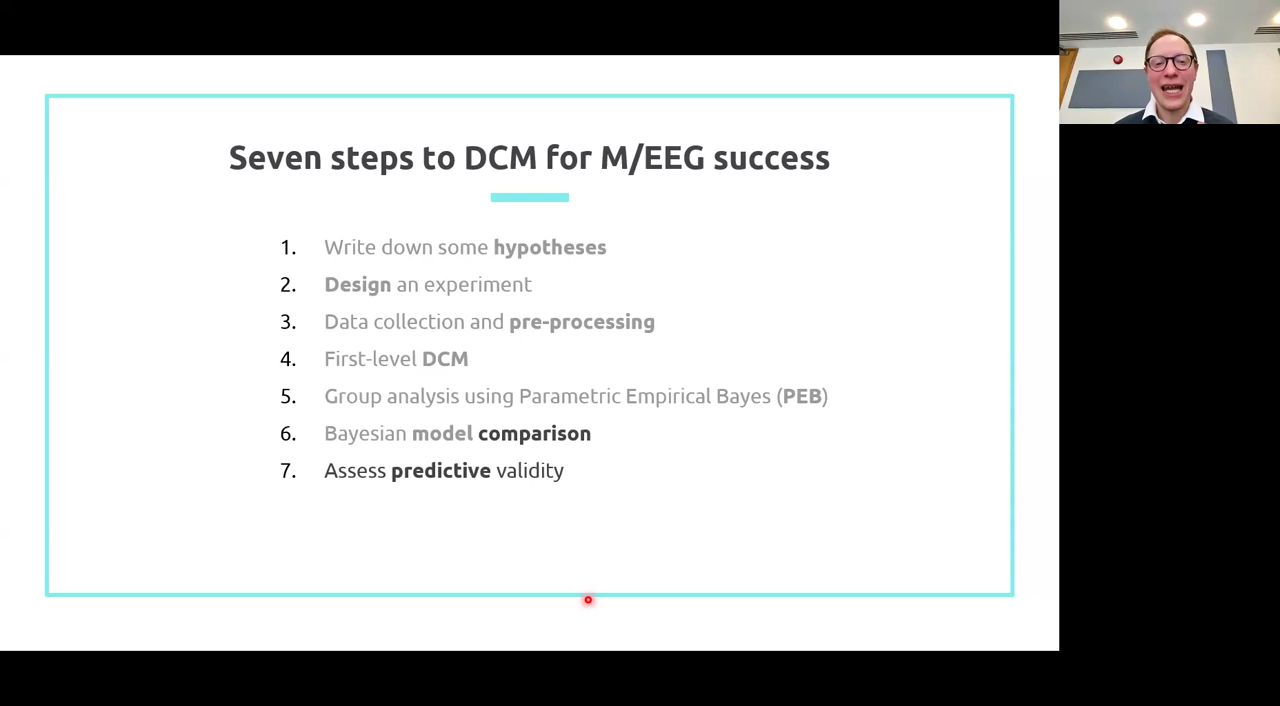 Seven steps to DCM for M/EEG success
1. Write down some hypotheses
2. Design an experiment
3. Data collection and pre-processing
4. First-level DCM
5. Group analysis using Parametric Empirical Bayes (PEB)
6. Bayesian model comparison
7. Assess predictive validity